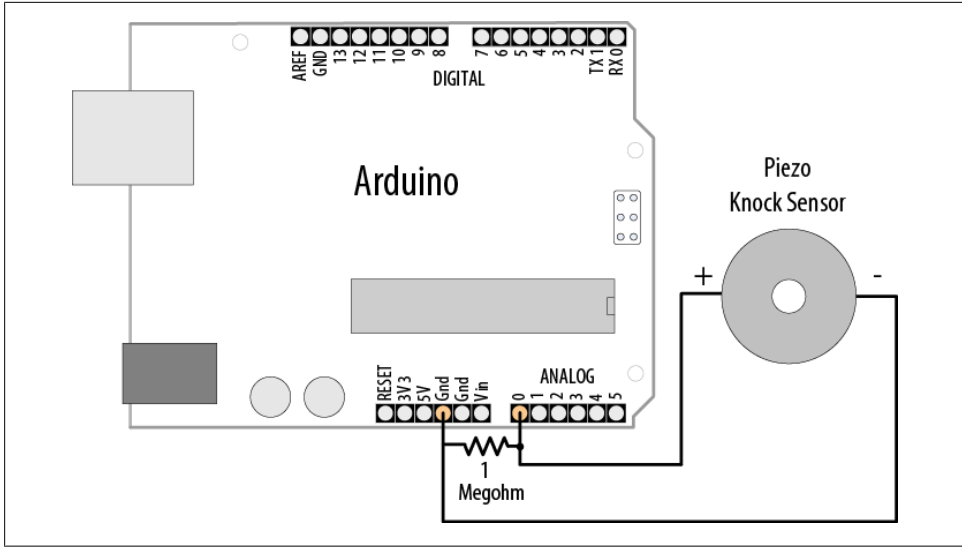 AREF
GND
13
12
11
10
9
8
7
6
5
4
3
2
TX 1
RX 0
DIGITAL
Arduino
Piezo
Knock Sensor
+
-
RESET
3V3
5V
Gnd
Gnd
Vin
ANALOG
0
1
2
3
4
5
1
Megohm